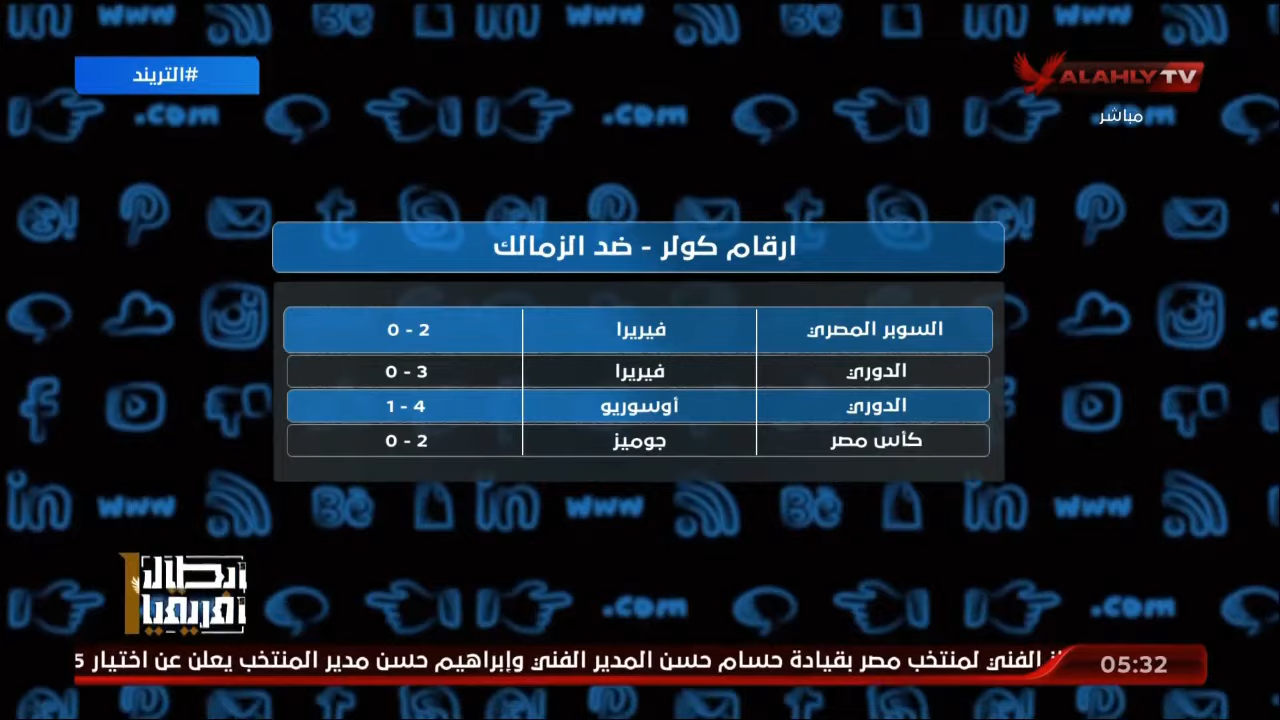 #التريند
ALAHLY TV
مباشر
ارقام كولر - ضد الزمالك
السوبر المصري فيريرا 2 - 0
الدوري فيريرا 3 - 0
الدوري أوسوريو 4 - 1
كأس مصر جوميز 2 - 0
أبطال
أفريقيا
الفني لمنتخب مصر بقيادة حسام حسن المدير الفني وإبراهيم حسن مدير المنتخب يعلن عن اختيار
05:32